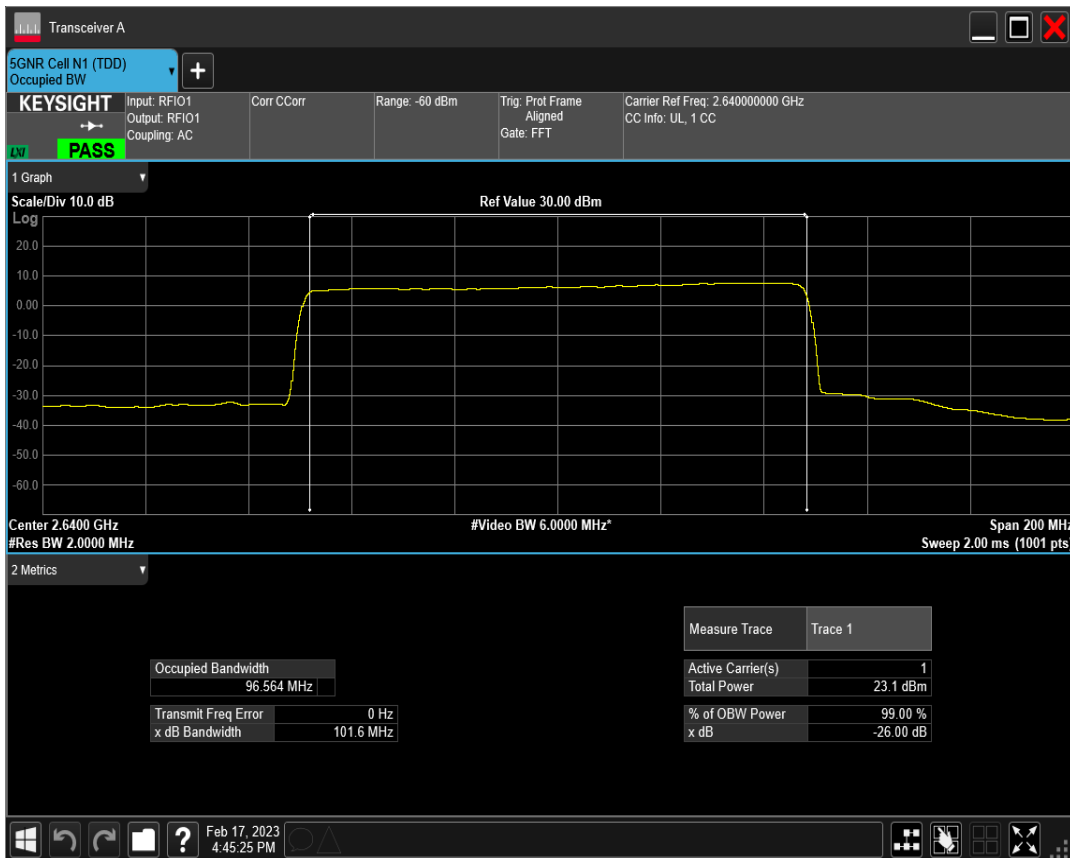 Transceiver A
5GNR Cell N1 (TDD)
Occupied BW
+
KEYSIGHT
LXI
PASS
Input: RFIO1
Output: RFIO1
Coupling: AC
Corr CCorr
Range: -60 dBm
Trig: Prot Frame
Aligned
Gate: FFT
Carrier Ref Freq: 2.640000000 GHz
CC Info: UL, 1 CC
1 Graph
Scale/Div 10.0 dB
Ref Value 30.00 dBm
Log
20.0
10.0
0.00
-10.0
-20.0
-30.0
-40.0
-50.0
-60.0
Center 2.6400 GHz
#Video BW 6.0000 MHz*
Span 200 MHz
#Res BW 2.0000 MHz
Sweep 2.00 ms (1001 pts)
2 Metrics
Measure Trace Trace 1
Occupied Bandwidth
96.564 MHz
Active Carrier(s) 1
Total Power 23.1 dBm
Transmit Freq Error 0 Hz
x dB Bandwidth 101.6 MHz
% of OBW Power 99.00 %
x dB -26.00 dB
?
Feb 17, 2023
4:45:25 PM